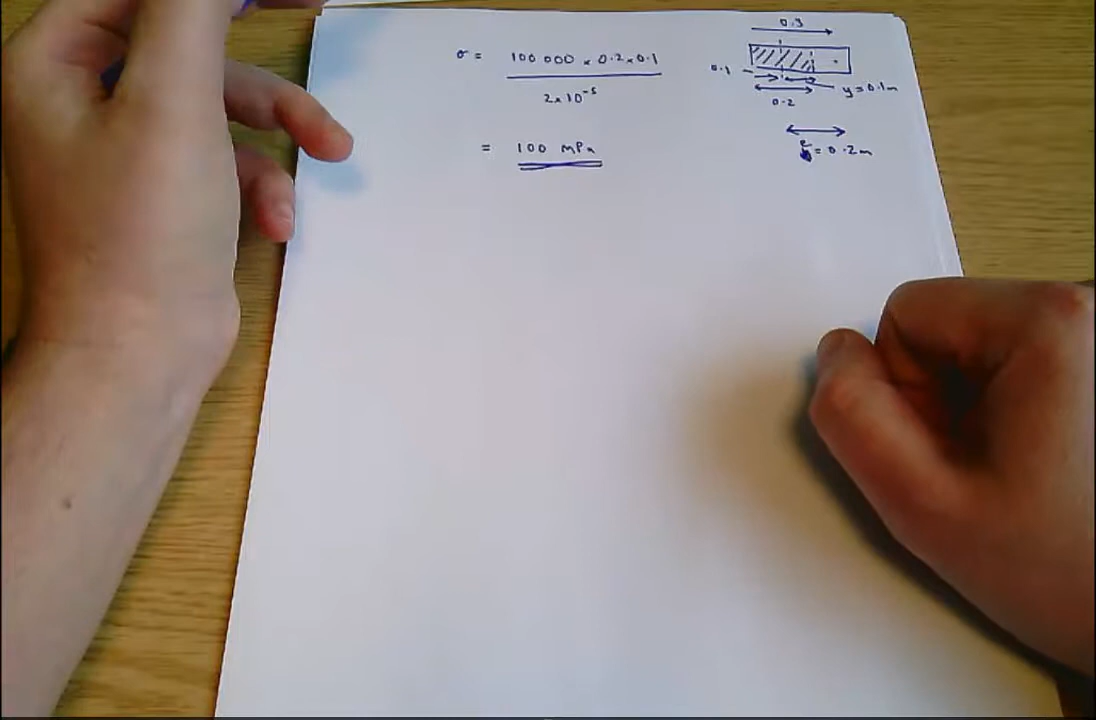 0.3
σ = 100 000 × 0.2 × 0.1
2 × 10⁻⁵
= 100 MPa
0.1
y = 0.1m
0.2
e = 0.2m